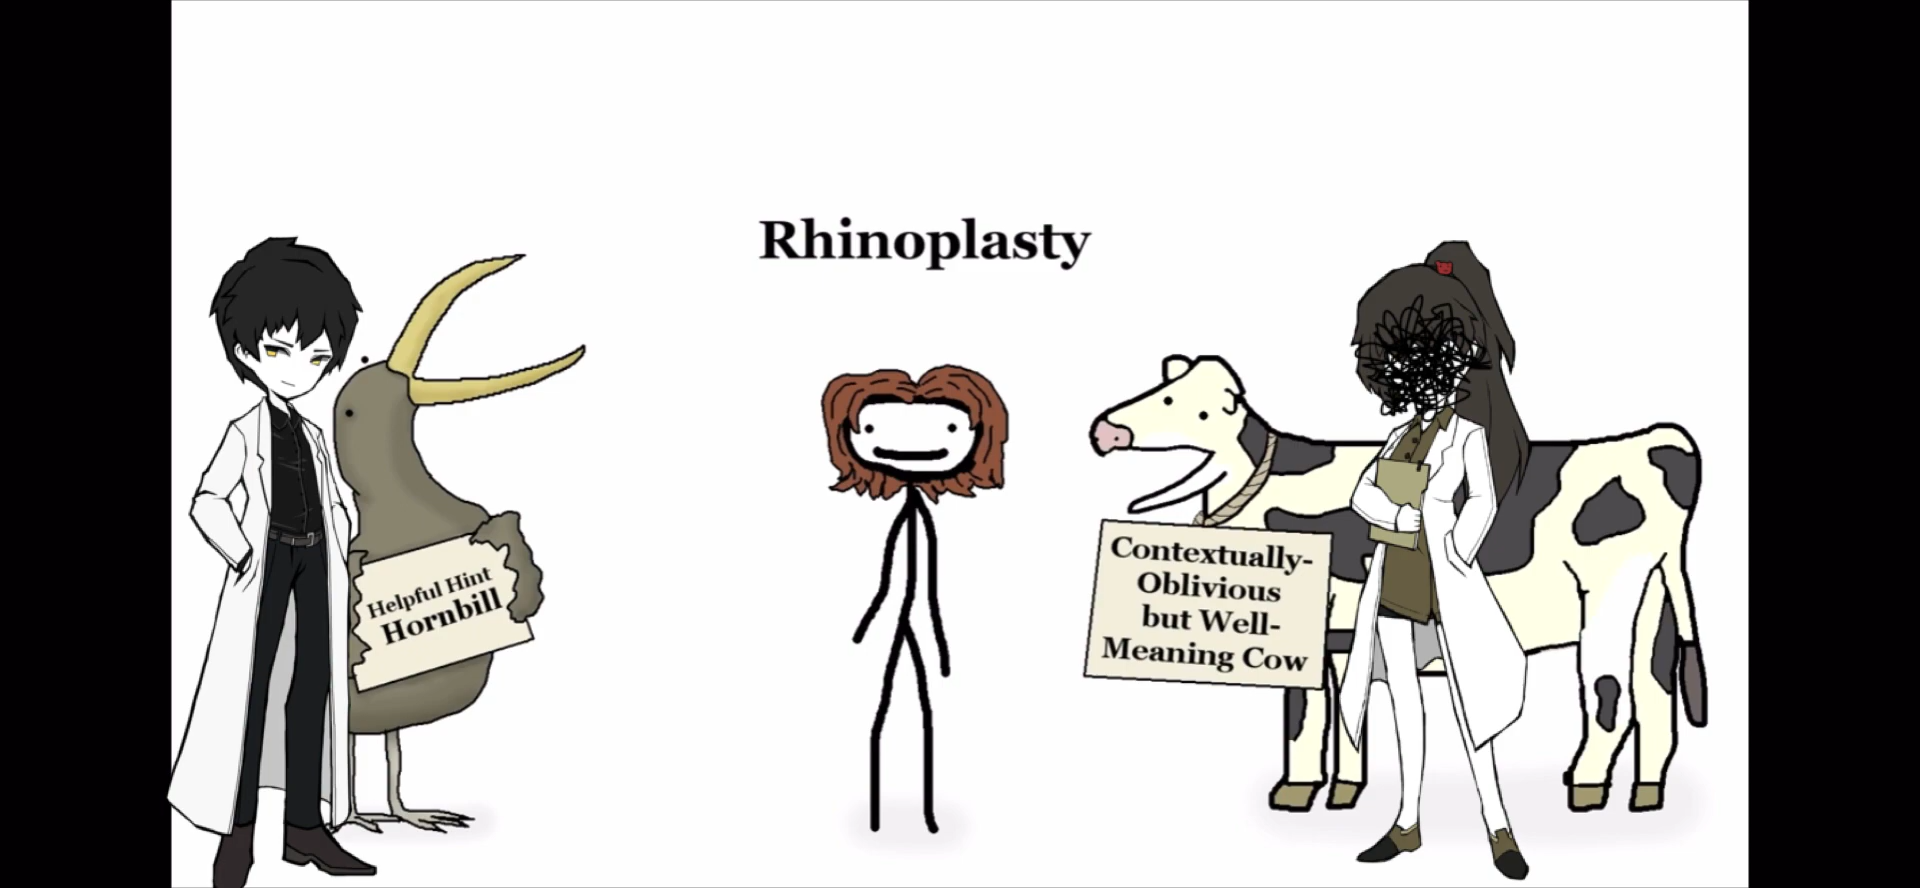 Rhinoplasty
Helpful Hint
Hornbill
Contextually-
Oblivious
but Well-
Meaning Cow